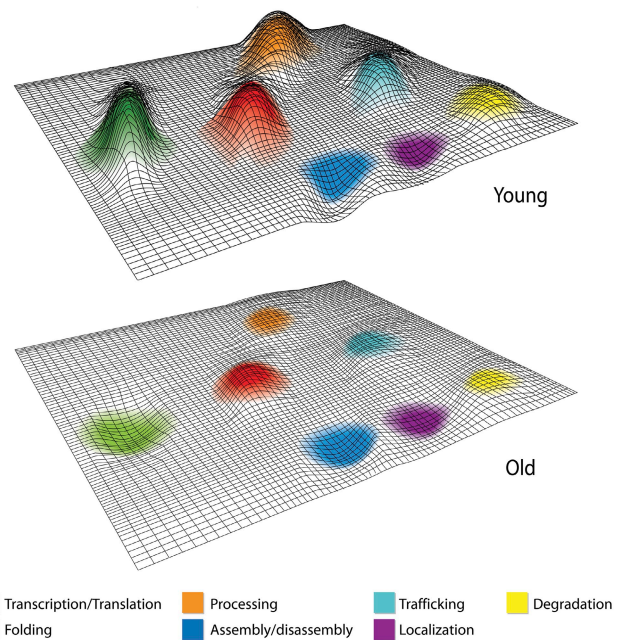 Young
Old
Transcription/Translation Processing Trafficking Degradation
Folding Assembly/disassembly Localization